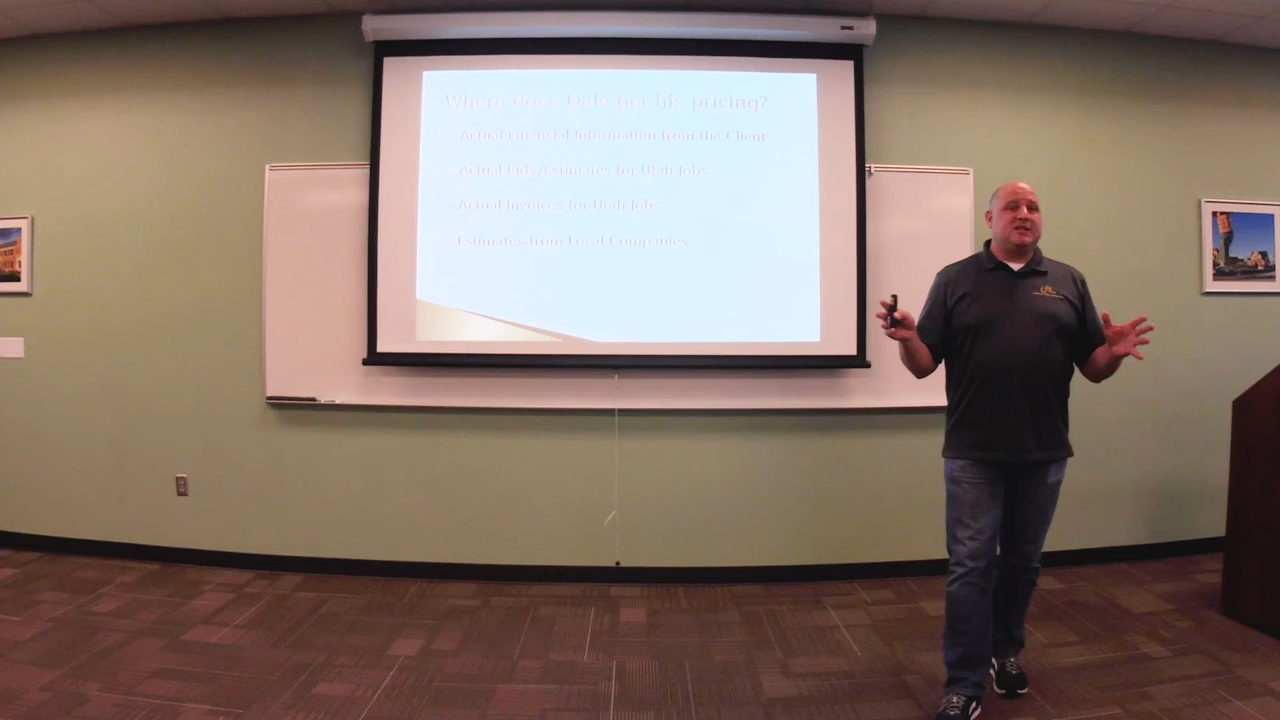 Where does Dale get his pricing?
Actual Financial Information from the Client
Actual Bids/Estimates for Utah Jobs
Actual Invoices for Utah Jobs
Estimates from Local Companies